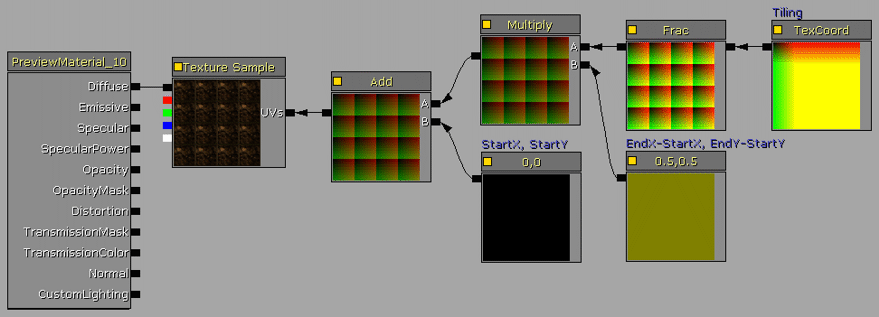 PreviewMaterial_10
Diffuse
Emissive
Specular
SpecularPower
Opacity
OpacityMask
Distortion
TransmissionMask
TransmissionColor
Normal
CustomLighting
Texture Sample
UVs
Add
A
B
Multiply
A
B
StartX, StartY
0,0
Frac
EndX-StartX, EndY-StartY
0.5,0.5
Tiling
TexCoord